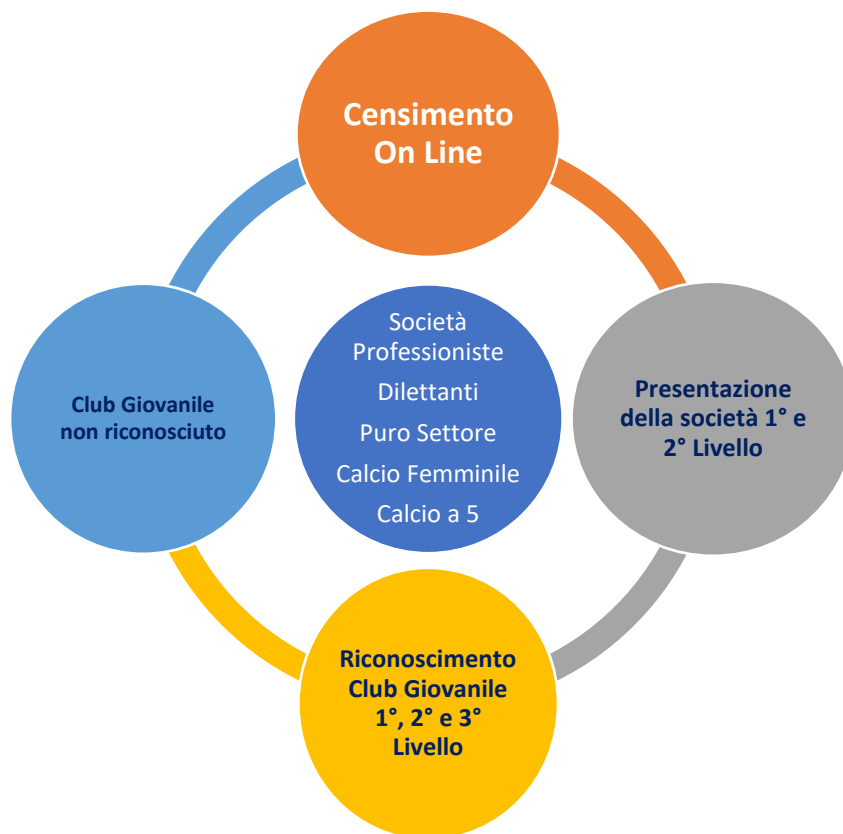 Censimento
On Line
Società
Professioniste
Dilettanti
Puro Settore
Calcio Femminile
Calcio a 5
Club Giovanile
non riconosciuto
Presentazione
della società 1° e
2° Livello
Riconoscimento
Club Giovanile
1°, 2° e 3°
Livello